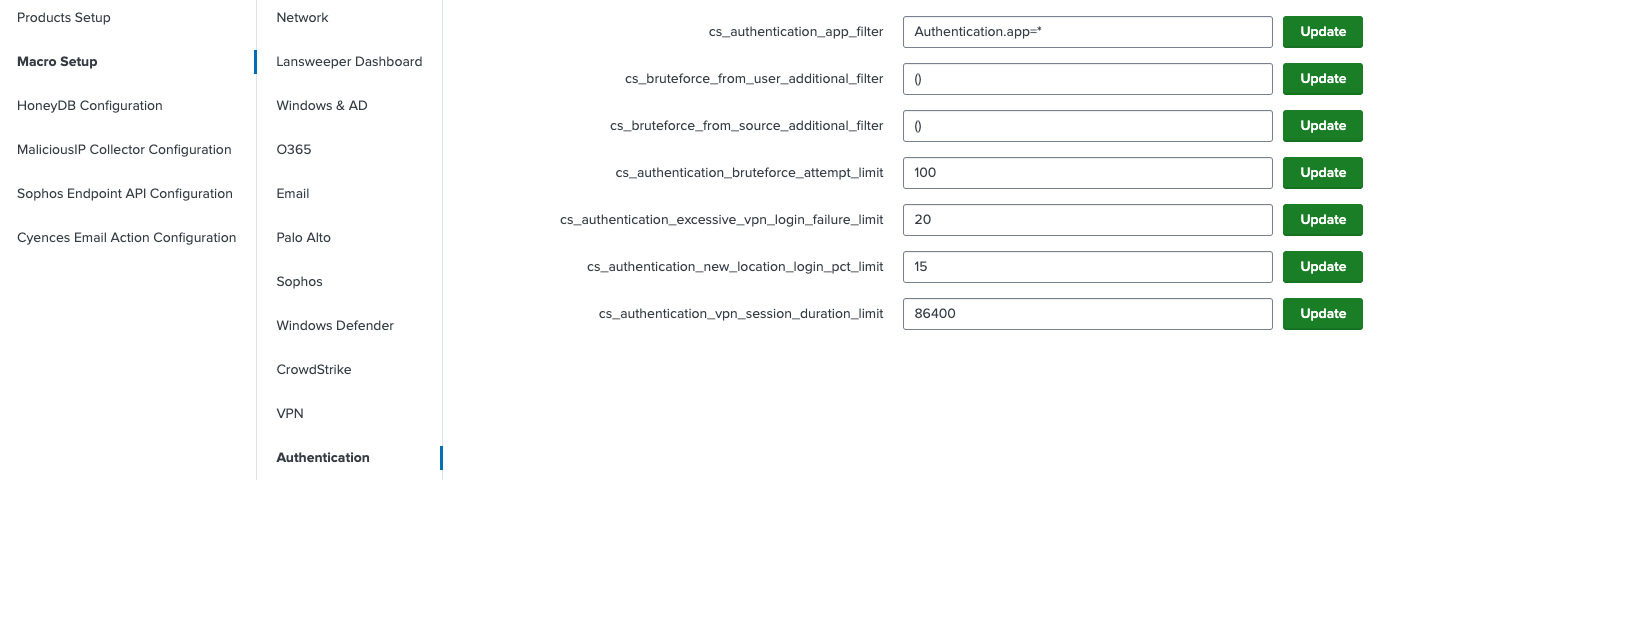 Products Setup
Macro Setup
HoneyDB Configuration
MaliciousIP Collector Configuration
Sophos Endpoint API Configuration
Cyences Email Action Configuration
Network
Lansweeper Dashboard
Windows & AD
O365
Email
Palo Alto
Sophos
Windows Defender
CrowdStrike
VPN
Authentication
cs_authentication_app_filter Authentication.app=* Update
cs_bruteforce_from_user_additional_filter () Update
cs_bruteforce_from_source_additional_filter () Update
cs_authentication_bruteforce_attempt_limit 100 Update
cs_authentication_excessive_vpn_login_failure_limit 20 Update
cs_authentication_new_location_login_pct_limit 15 Update
cs_authentication_vpn_session_duration_limit 86400 Update